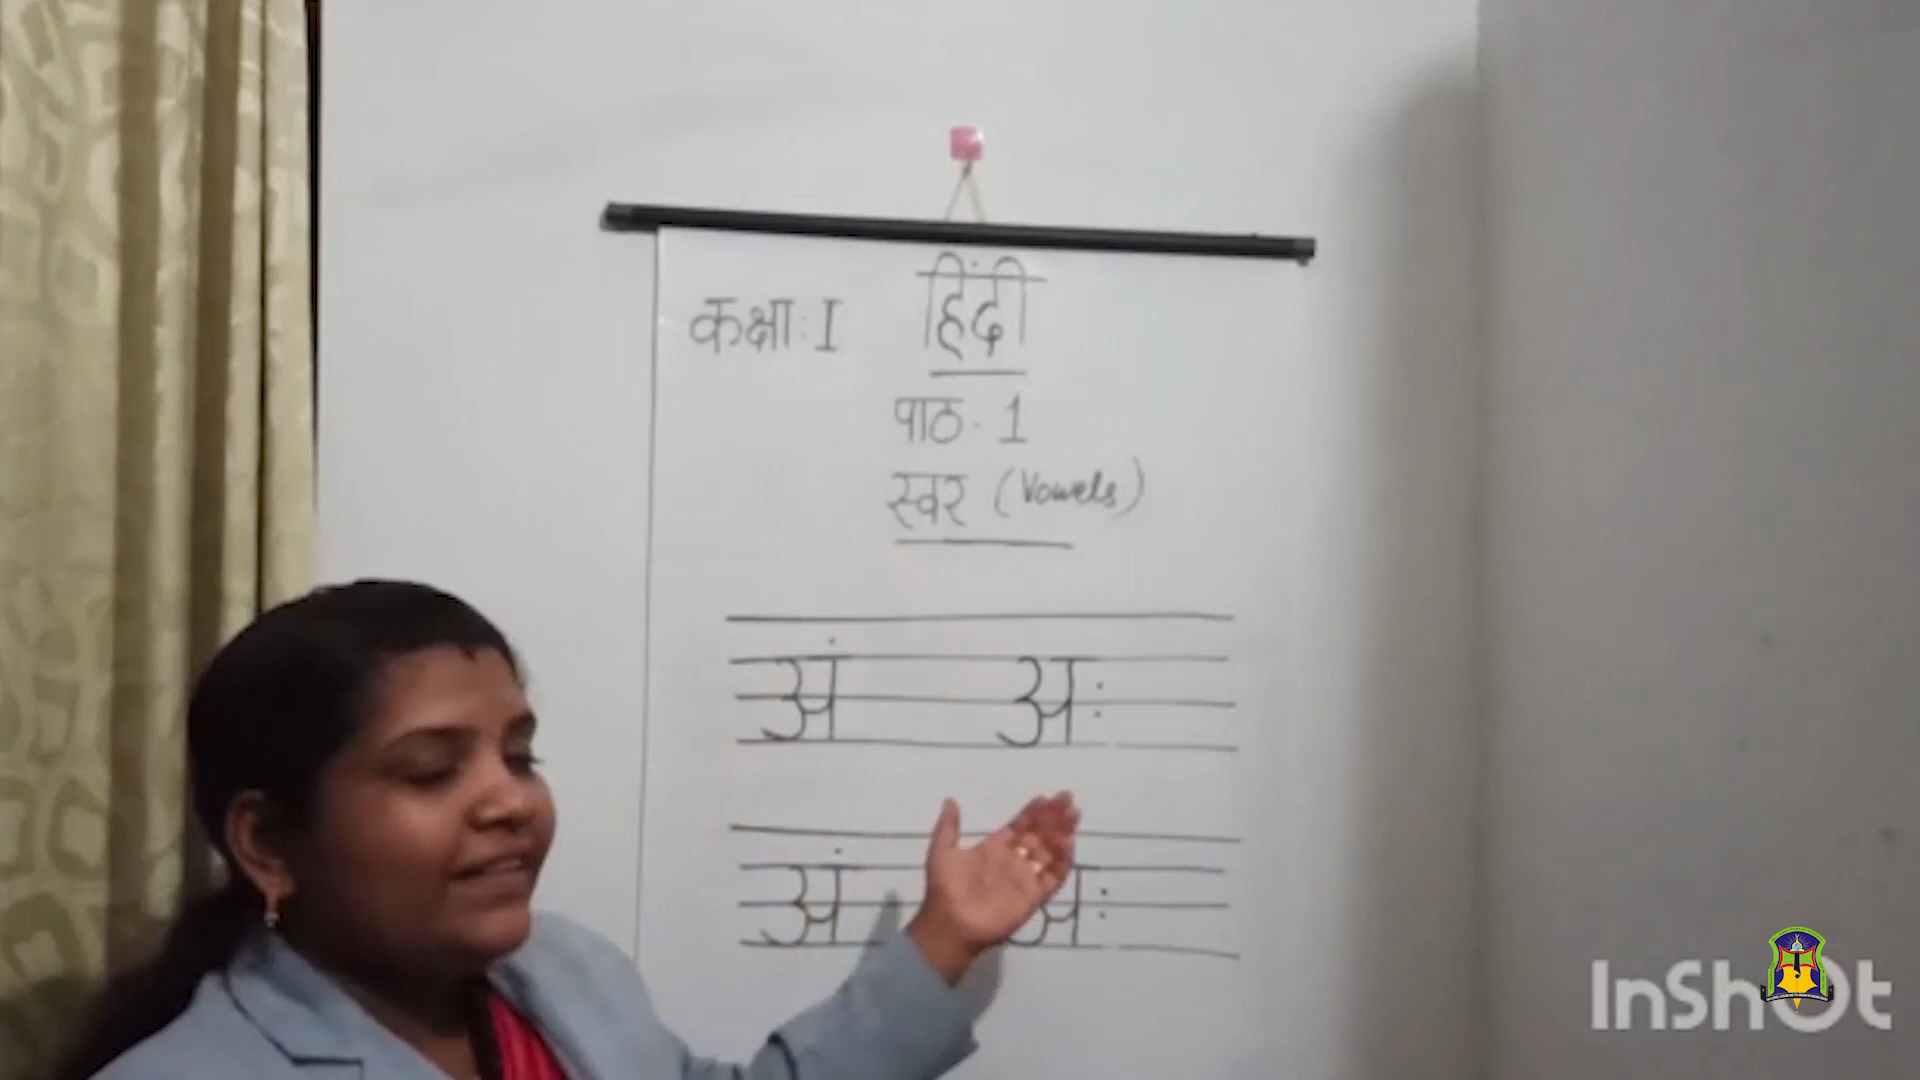 हिंदी
कक्षा: I
पाठ - 1
स्वर (Vowels)
अं अः
अं अः
InShOt